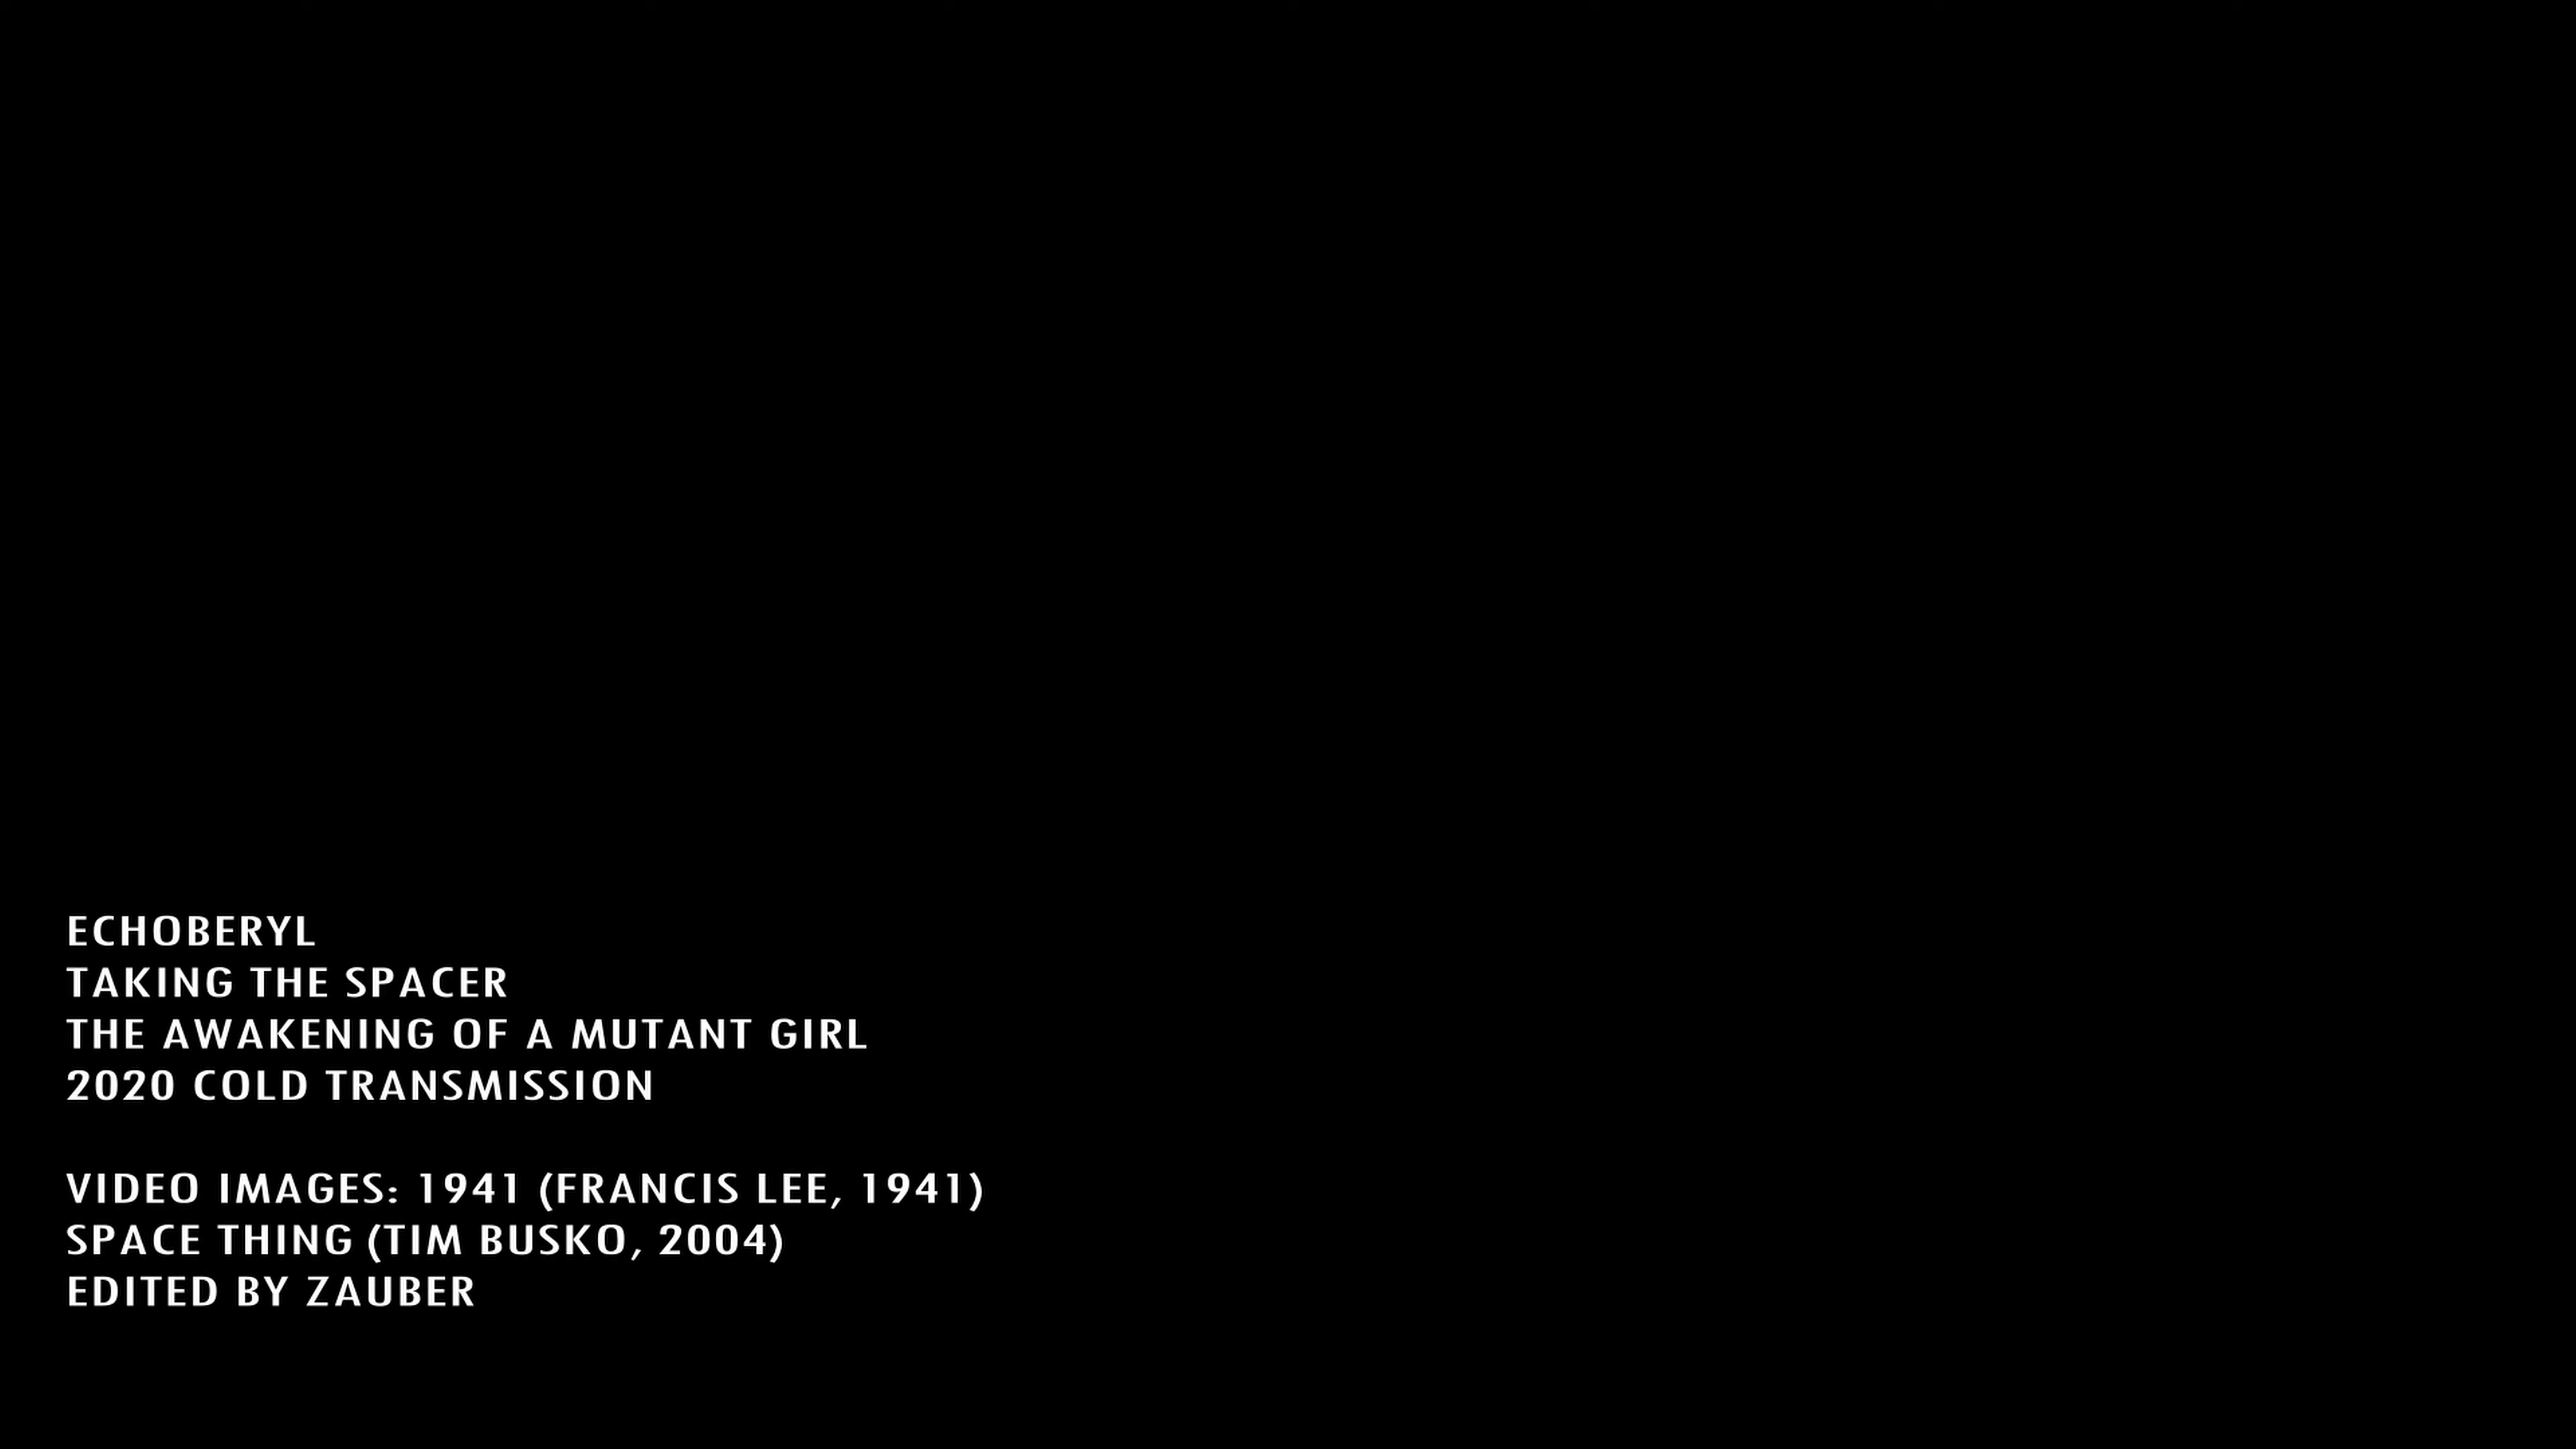 ECHOBERYL
TAKING THE SPACER
THE AWAKENING OF A MUTANT GIRL
2020 COLD TRANSMISSION
VIDEO IMAGES: 1941 (FRANCIS LEE, 1941)
SPACE THING (TIM BUSKO, 2004)
EDITED BY ZAUBER